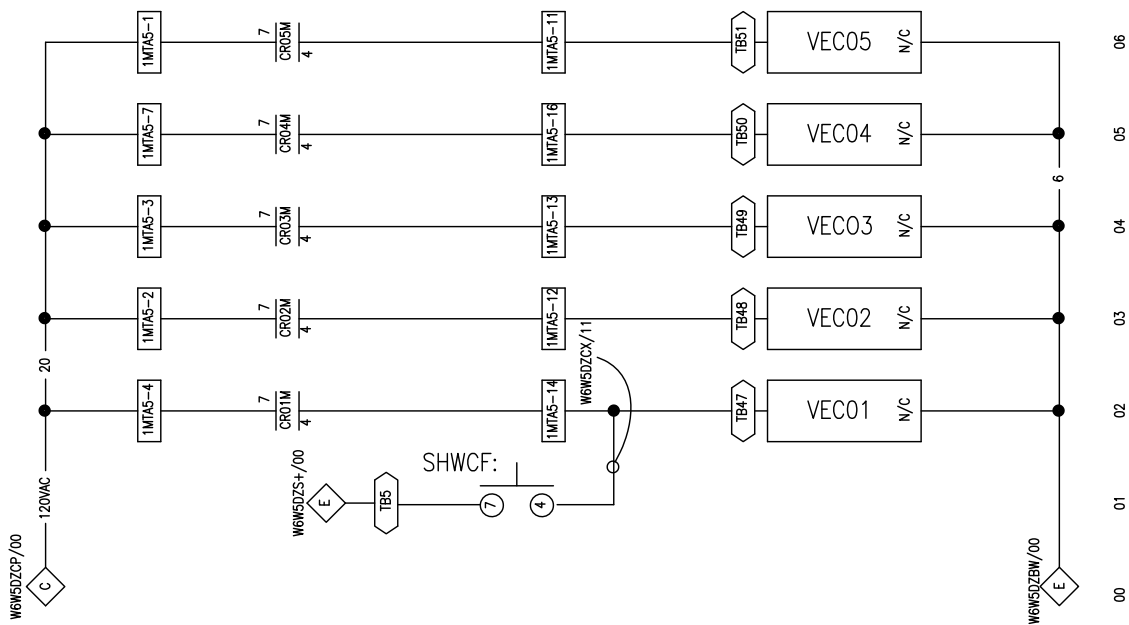 1MTA5-1
7
CR05M
4
1MTA5-11
TB51
VEC05
N/C
06
1MTA5-7
7
CR04M
4
1MTA5-16
TB50
VEC04
N/C
05
6
1MTA5-3
7
CR03M
4
1MTA5-13
TB49
VEC03
N/C
04
1MTA5-2
7
CR02M
4
1MTA5-12
TB48
VEC02
N/C
03
20
W6W5DZCX/11
1MTA5-4
7
CR01M
4
1MTA5-14
TB47
VEC01
N/C
02
120VAC
W6W5DZS+/00
E
TB5
SHWCF:
7
4
01
W6W5DZCP/00
C
W6W5DZBW/00
E
00